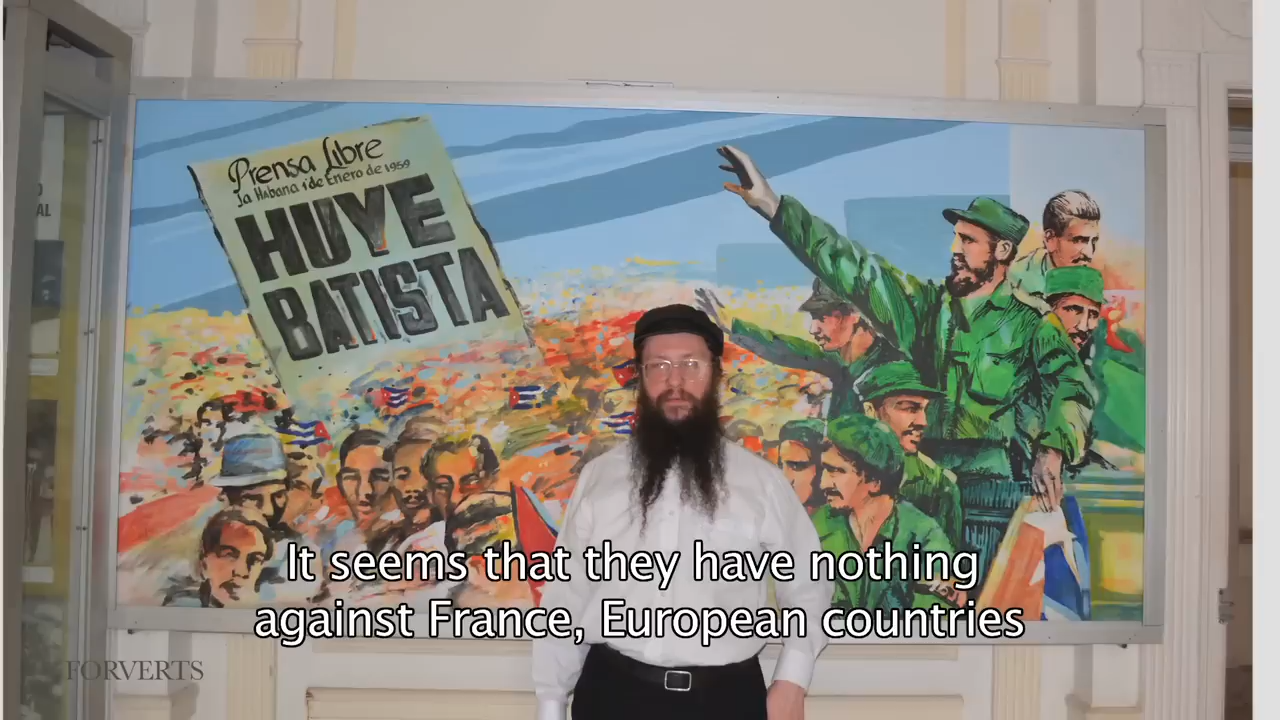 Prensa Libre
La Habana 1 de Enero de 1959
HUYE
BATISTA
AL
It seems that they have nothing
against France, European countries
FORVERTS